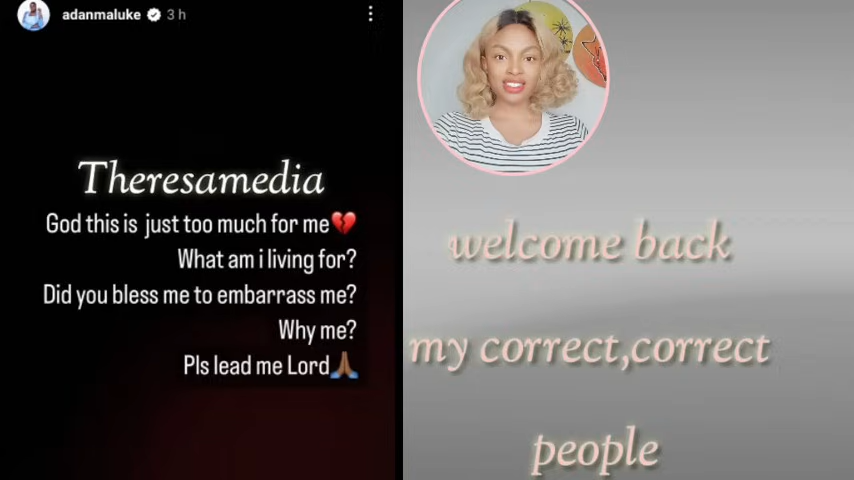 adanmaluke 3 h
Theresamedia
God this is just too much for me💔
What am i living for?
Did you bless me to embarrass me?
Why me?
Pls lead me Lord🙏🏾
welcome back
my correct,correct
people